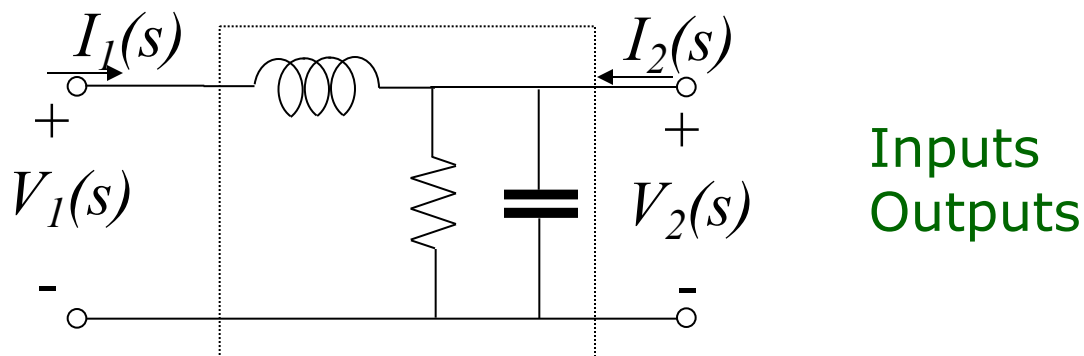 I₁(s) I₂(s)
+ +
V₁(s) V₂(s)
- -
Inputs
Outputs